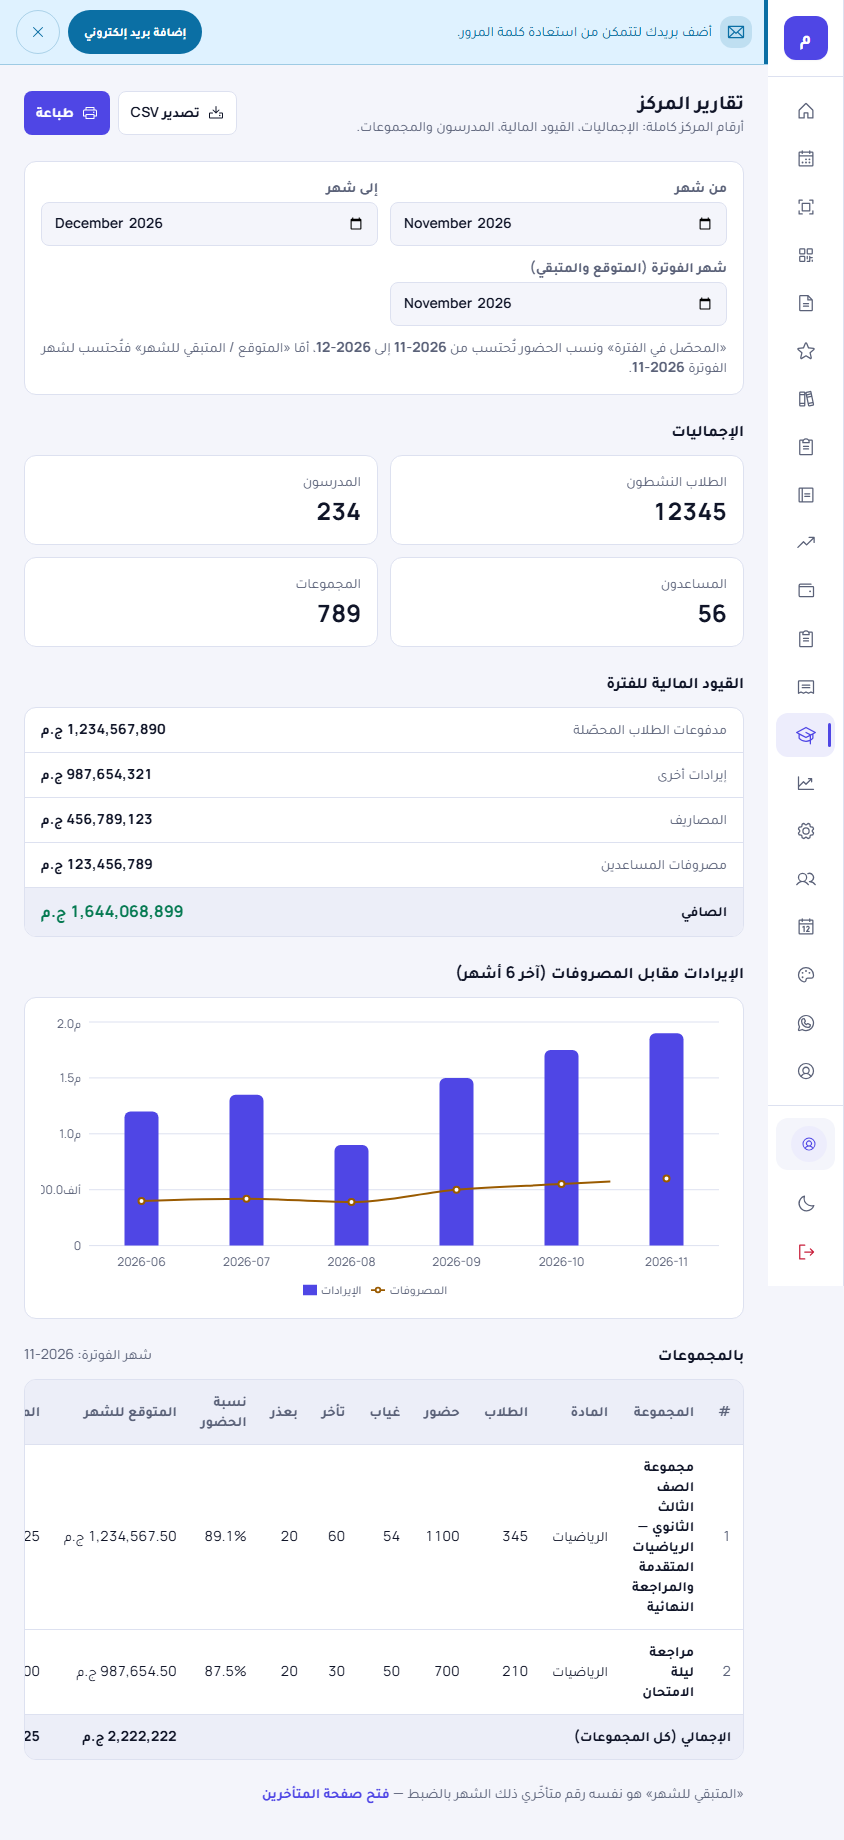 م
أضف بريدك لتتمكن من استعادة كلمة المرور.
إضافة بريد إلكتروني
تقارير المركز
أرقام المركز كاملة: الإجماليات، القيود المالية، المدرسون والمجموعات.
تصدير CSV
طباعة
من شهر
إلى شهر
November 2026
December 2026
شهر الفوترة (المتوقع والمتبقي)
November 2026
«المحصّل في الفترة» ونسب الحضور تُحتسب من 2026-11 إلى 2026-12. أمّا «المتوقع / المتبقي للشهر» فتُحتسب لشهر
الفوترة 2026-11.
الإجماليات
الطلاب النشطون
12345
المدرسون
234
المساعدون
56
المجموعات
789
القيود المالية للفترة
مدفوعات الطلاب المحصّلة
1,234,567,890 ج.م
إيرادات أخرى
987,654,321 ج.م
المصاريف
456,789,123 ج.م
مصروفات المساعدين
123,456,789 ج.م
الصافي
1,644,068,899 ج.م
الإيرادات مقابل المصروفات (آخر 6 أشهر)
2.0م
1.5م
1.0م
00.0ألف
0
2026-06
2026-07
2026-08
2026-09
2026-10
2026-11
الإيرادات
المصروفات
بالمجموعات
شهر الفوترة: 2026-11
# المجموعة المادة الطلاب حضور غياب تأخر بعذر نسبة الحضور المتوقع للشهر
1 مجموعة الصف الثالث الثانوي — الرياضيات المتقدمة والمراجعة النهائية الرياضيات 345 1100 54 60 20 89.1% 1,234,567.50 ج.م 25
2 مراجعة ليلة الامتحان الرياضيات 210 700 50 30 20 87.5% 987,654.50 ج.م 00
الإجمالي (كل المجموعات) 2,222,222 ج.م 25
«المتبقي للشهر» هو نفسه رقم متأخّري ذلك الشهر بالضبط — فتح صفحة المتأخرين
12